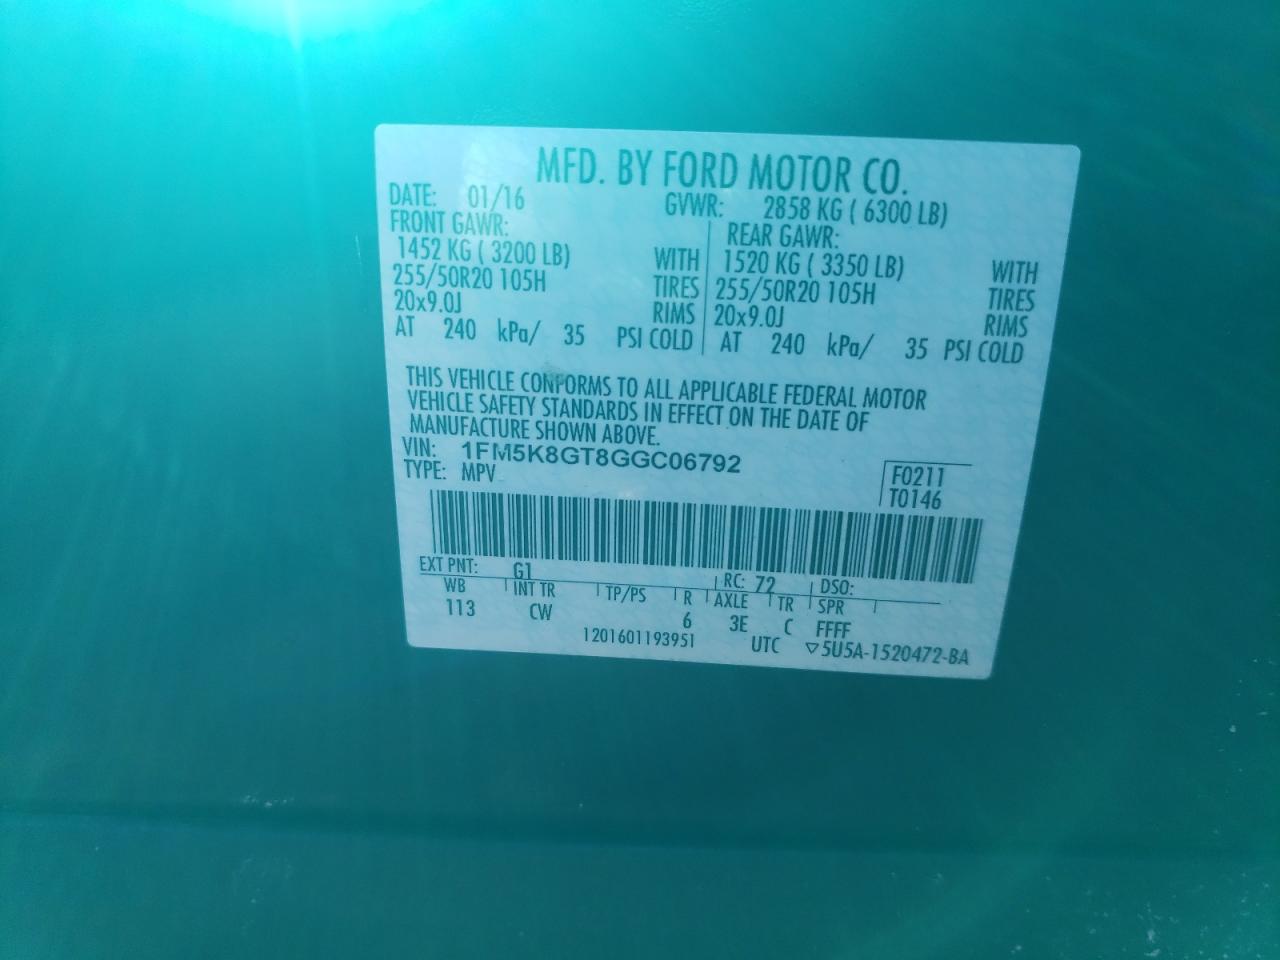 MFD. BY FORD MOTOR CO.
DATE: 01/16 GVWR: 2858 KG ( 6300 LB)
FRONT GAWR: REAR GAWR:
1452 KG ( 3200 LB) WITH 1520 KG ( 3350 LB) WITH
255/50R20 105H TIRES 255/50R20 105H TIRES
20x9.0J RIMS 20x9.0J RIMS
AT 240 kPa/ 35 PSI COLD AT 240 kPa/ 35 PSI COLD
THIS VEHICLE CONFORMS TO ALL APPLICABLE FEDERAL MOTOR
VEHICLE SAFETY STANDARDS IN EFFECT ON THE DATE OF
MANUFACTURE SHOWN ABOVE.
VIN: 1FM5K8GT8GGC06792
TYPE: MPV
F0211
T0146
EXT PNT: G1 RC: 72 DSO:
WB INT TR TP/PS R AXLE TR SPR
113 CW 6 3E C FFFF
1201601193951 UTC ▽5U5A-1520472-BA